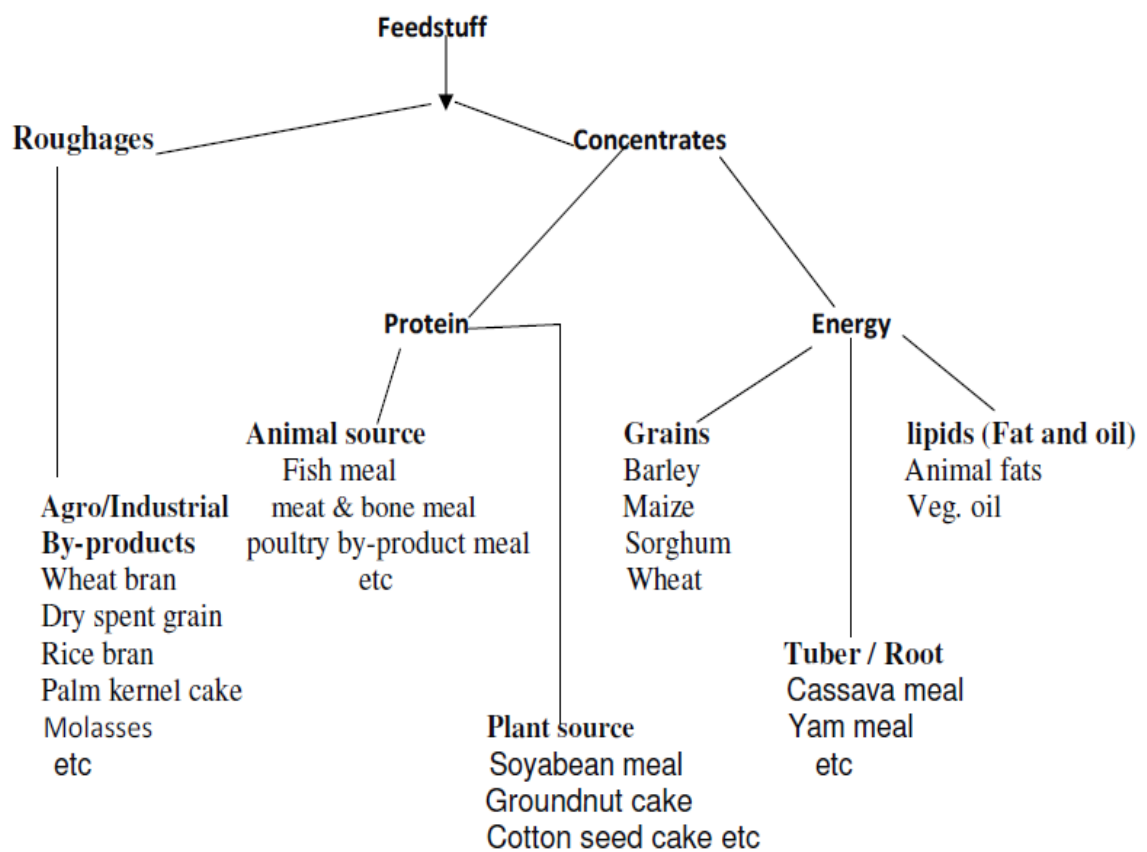 Feedstuff
Roughages
Concentrates
Protein
Energy
Animal source
Fish meal
meat & bone meal
poultry by-product meal
etc
Grains
Barley
Maize
Sorghum
Wheat
lipids (Fat and oil)
Animal fats
Veg. oil
Agro/Industrial
By-products
Wheat bran
Dry spent grain
Rice bran
Palm kernel cake
Molasses
etc
Plant source
Soyabean meal
Groundnut cake
Cotton seed cake etc
Tuber / Root
Cassava meal
Yam meal
etc